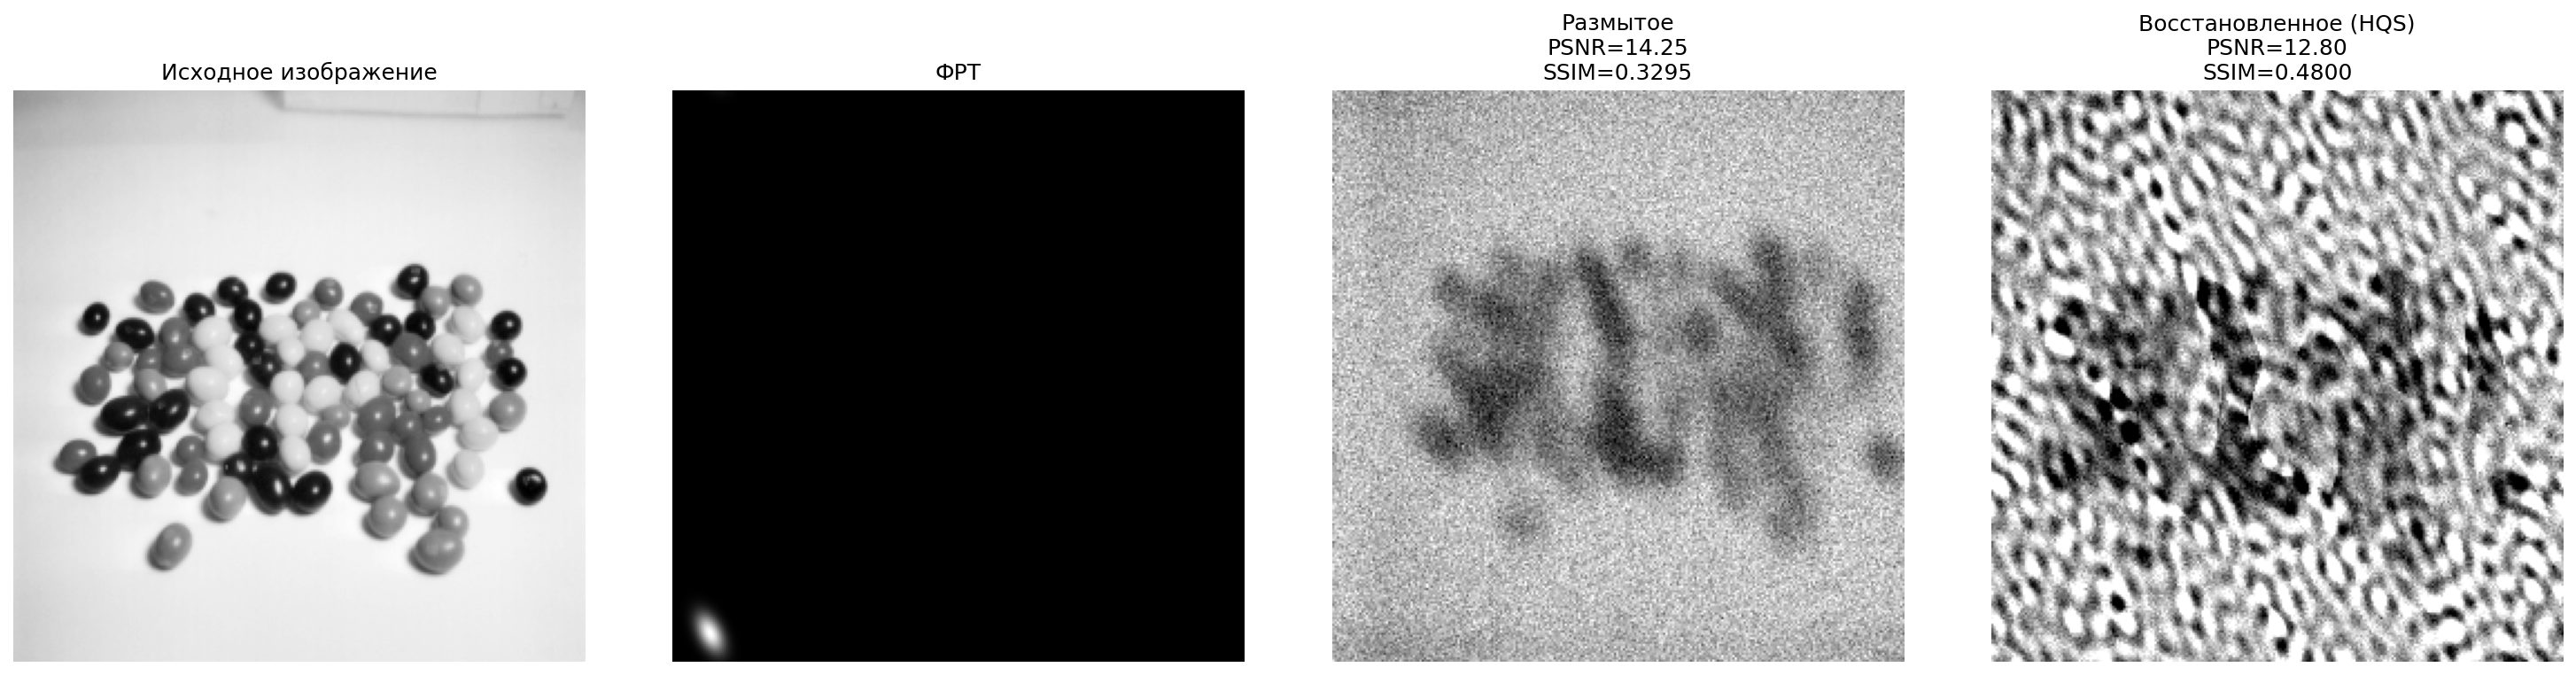 Исходное изображение
ФРТ
Размытое
PSNR=14.25
SSIM=0.3295
Восстановленное (HQS)
PSNR=12.80
SSIM=0.4800